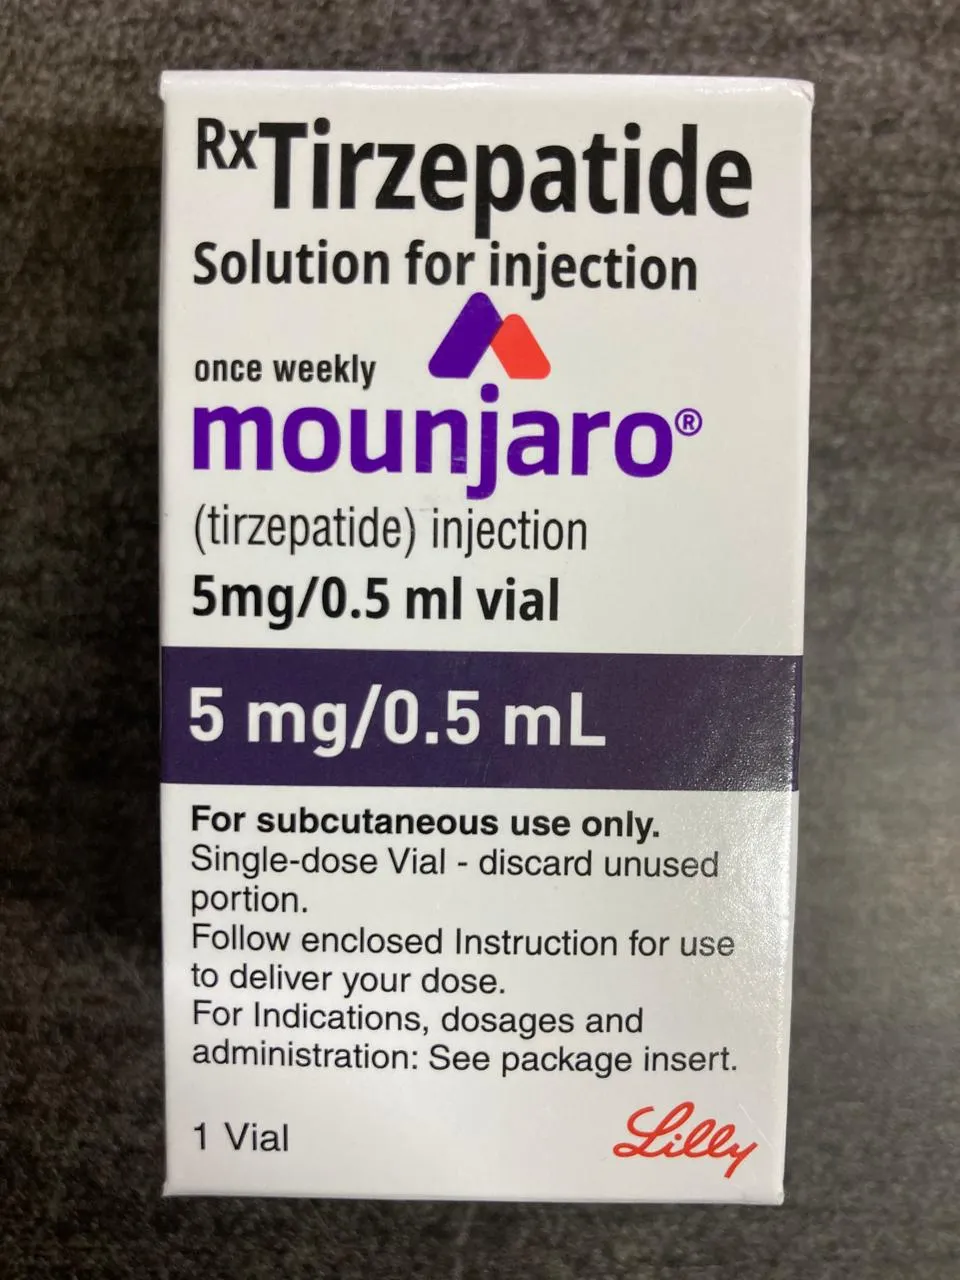 RxTirzepatide
Solution for injection
once weekly
mounjaro®
(tirzepatide) injection
5mg/0.5 ml vial
5 mg/0.5 mL
For subcutaneous use only.
Single-dose Vial - discard unused
portion.
Follow enclosed Instruction for use
to deliver your dose.
For Indications, dosages and
administration: See package insert.
1 Vial
Lilly